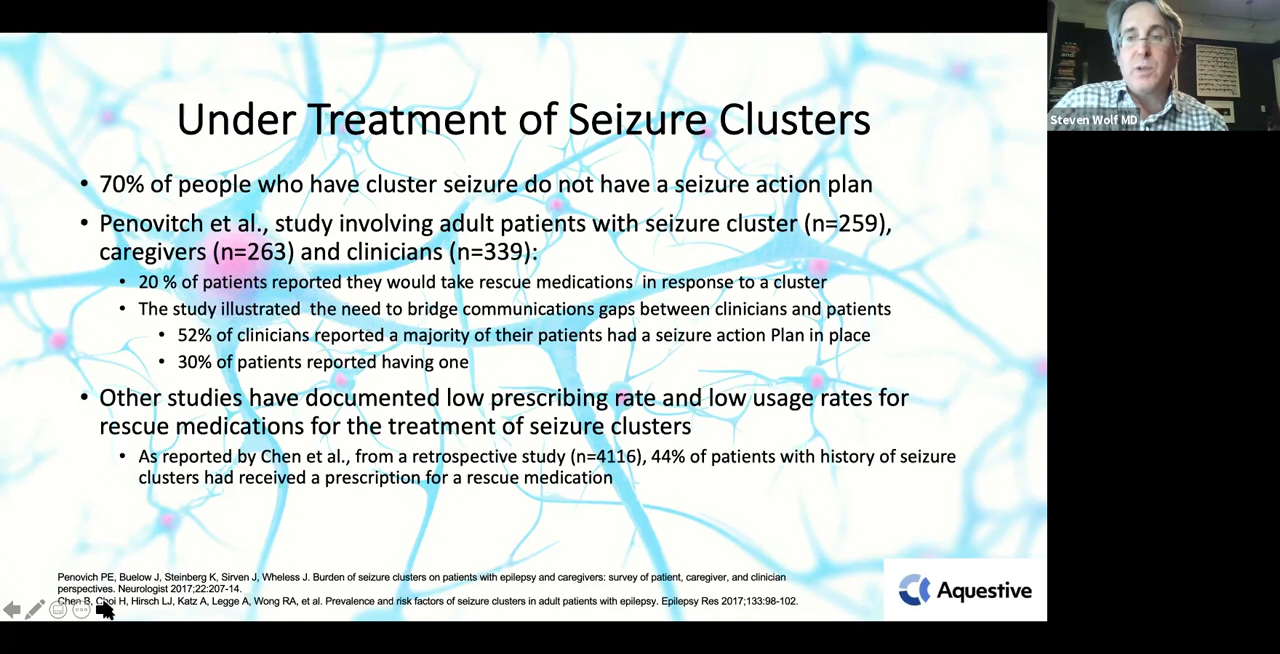 Under Treatment of Seizure Clusters
• 70% of people who have cluster seizure do not have a seizure action plan
• Penovitch et al., study involving adult patients with seizure cluster (n=259),
caregivers (n=263) and clinicians (n=339):
• 20 % of patients reported they would take rescue medications in response to a cluster
• The study illustrated the need to bridge communications gaps between clinicians and patients
• 52% of clinicians reported a majority of their patients had a seizure action Plan in place
• 30% of patients reported having one
• Other studies have documented low prescribing rate and low usage rates for
rescue medications for the treatment of seizure clusters
• As reported by Chen et al., from a retrospective study (n=4116), 44% of patients with history of seizure
clusters had received a prescription for a rescue medication
Penovich PE, Buelow J, Steinberg K, Sirven J, Wheless J. Burden of seizure clusters on patients with epilepsy and caregivers: survey of patient, caregiver, and clinician
perspectives. Neurologist 2017;22:207-14.
Chen B, Choi H, Hirsch LJ, Katz A, Legge A, Wong RA, et al. Prevalence and risk factors of seizure clusters in adult patients with epilepsy. Epilepsy Res 2017;133:98-102.
Aquestive
Steven Wolf MD